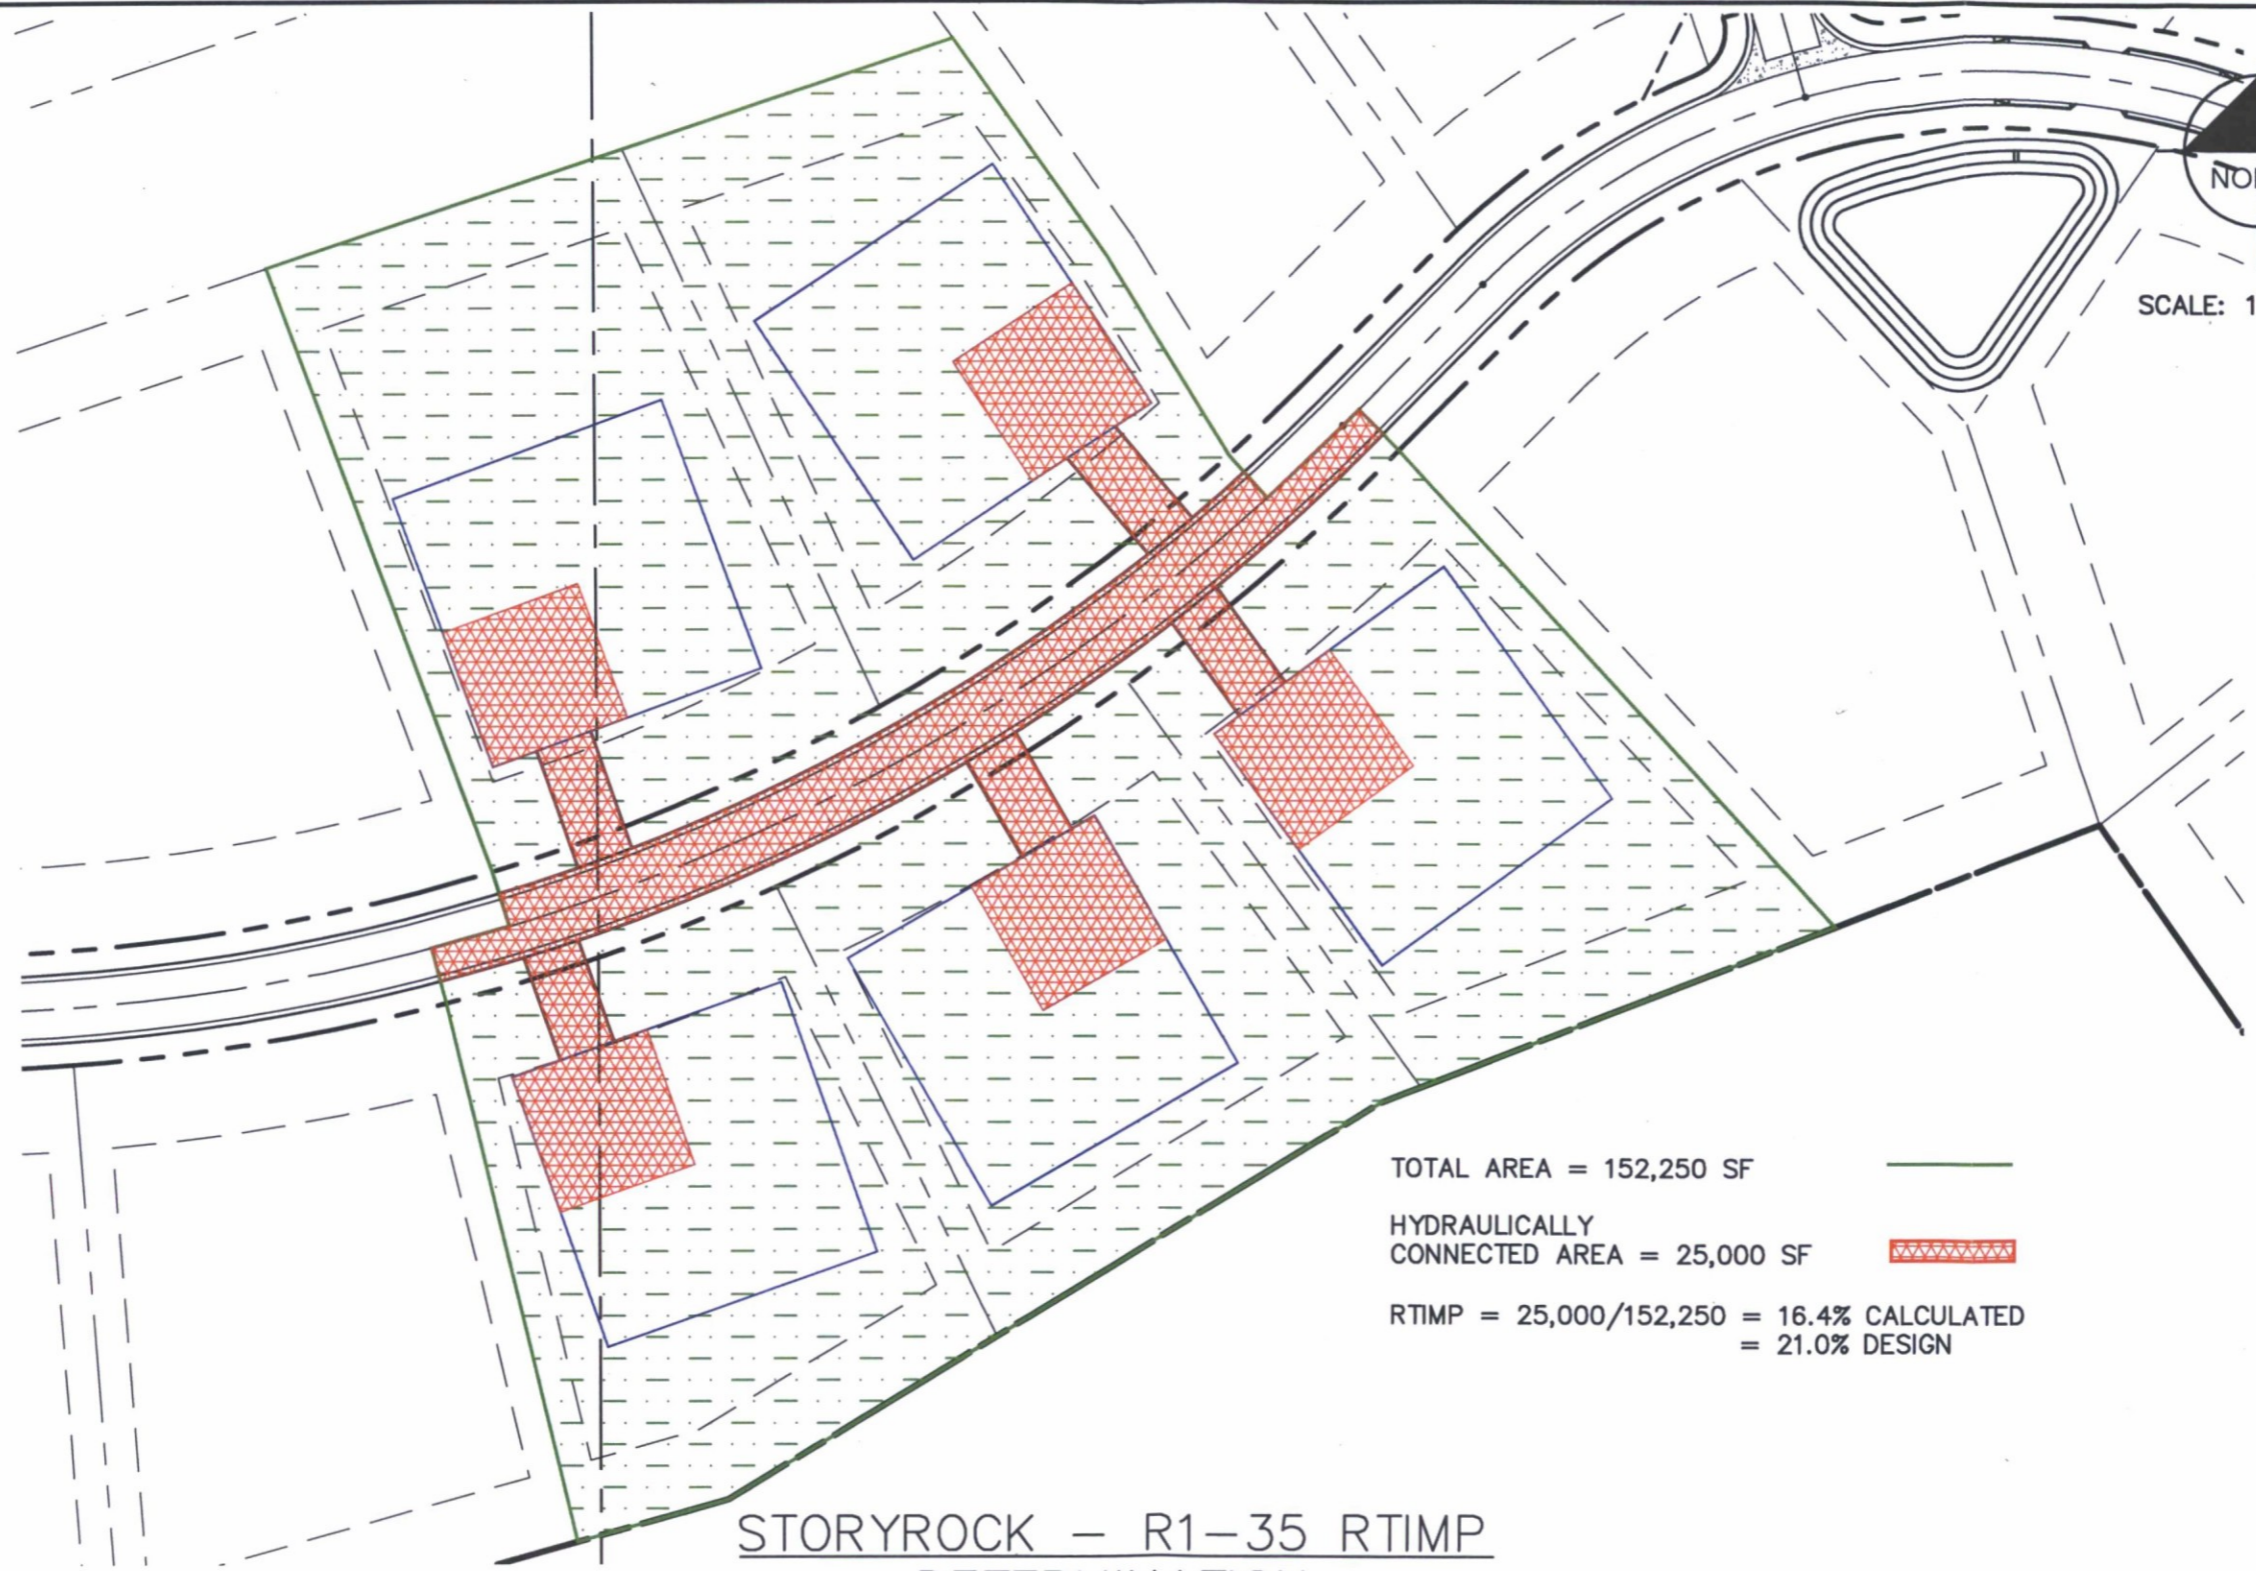 SCALE: 1
TOTAL AREA = 152,250 SF
HYDRAULICALLY
CONNECTED AREA = 25,000 SF
RTIMP = 25,000/152,250 = 16.4% CALCULATED
= 21.0% DESIGN
STORYROCK - R1-35 RTIMP